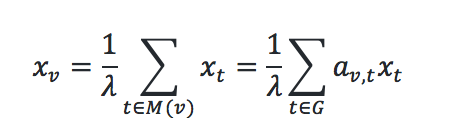 x_v = \frac{1}{\lambda} \sum_{t \in M(v)} x_t = \frac{1}{\lambda} \sum_{t \in G} a_{v,t} x_t